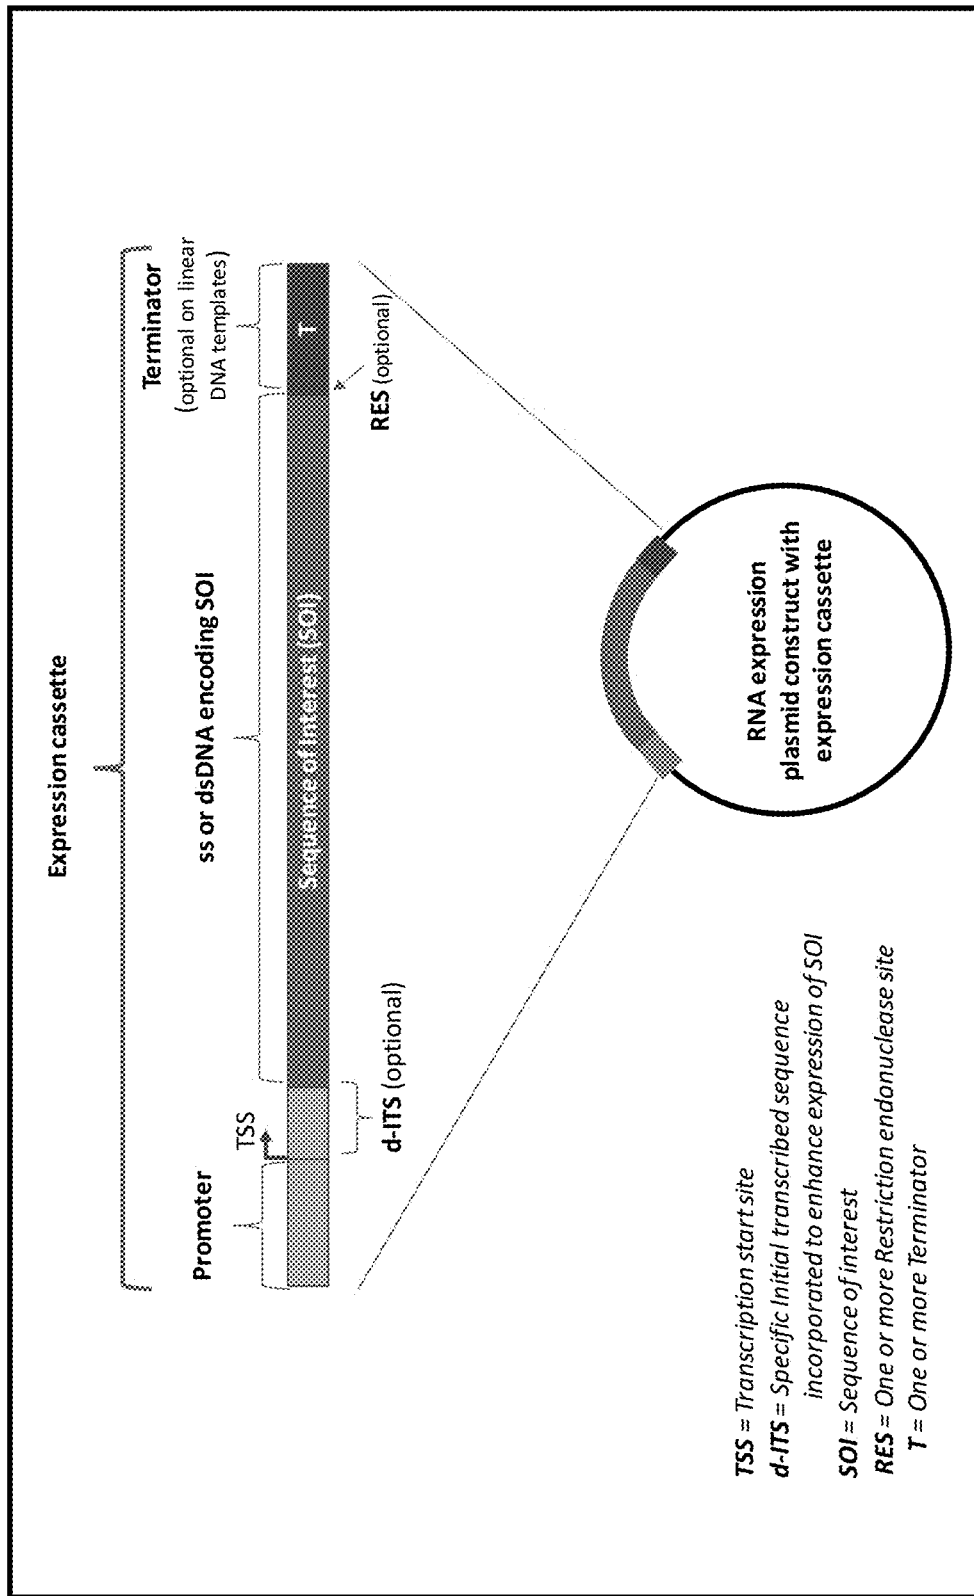 Expression cassette
Promoter
TSS
ss or dsDNA encoding SOI
Terminator
(optional on linear
DNA templates)
Sequence of Interest (SOI)
T
d-ITS (optional)
RES (optional)
RNA expression
plasmid construct with
expression cassette
TSS = Transcription start site
d-ITS = Specific Initial transcribed sequence
incorporated to enhance expression of SOI
SOI = Sequence of interest
RES = One or more Restriction endonuclease site
T = One or more Terminator